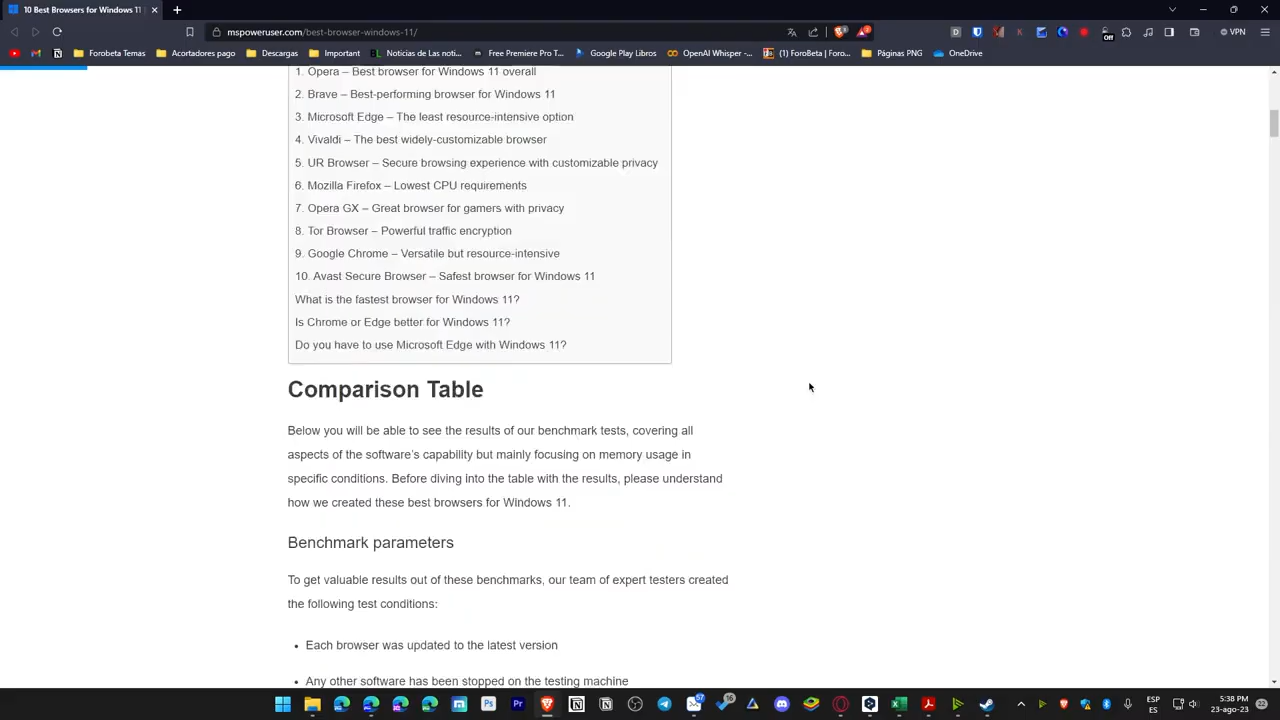 10 Best Browsers for Windows 11
mspoweruser.com/best-browser-windows-11/
VPN
Forobeta Temas
Acortadores pago
Descargas
Important
Noticias de Las noti...
Free Premiere Pro T...
Google Play Libros
OpenAI Whisper -...
ForoBeta | Foro...
Páginas PNG
OneDrive
1. Opera – Best browser for Windows 11 overall
2. Brave – Best-performing browser for Windows 11
3. Microsoft Edge – The least resource-intensive option
4. Vivaldi – The best widely-customizable browser
5. UR Browser – Secure browsing experience with customizable privacy
6. Mozilla Firefox – Lowest CPU requirements
7. Opera GX – Great browser for gamers with privacy
8. Tor Browser – Powerful traffic encryption
9. Google Chrome – Versatile but resource-intensive
10. Avast Secure Browser – Safest browser for Windows 11
What is the fastest browser for Windows 11?
Is Chrome or Edge better for Windows 11?
Do you have to use Microsoft Edge with Windows 11?
Comparison Table
Below you will be able to see the results of our benchmark tests, covering all
aspects of the software’s capability but mainly focusing on memory usage in
specific conditions. Before diving into the table with the results, please understand
how we created these best browsers for Windows 11.
Benchmark parameters
To get valuable results out of these benchmarks, our team of expert testers created
the following test conditions:
• Each browser was updated to the latest version
• Any other software has been stopped on the testing machine
57
16
ESP
ES
5:38 PM
23-ago-23